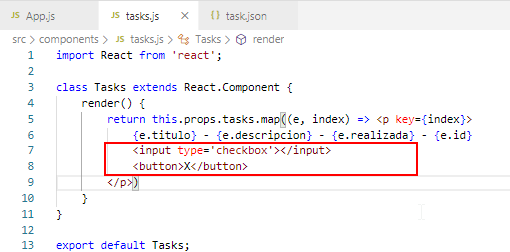 JS App.js JS tasks.js × JS task.json
src > components > JS tasks.js > Tasks > render
1 import React from 'react';
2
3 class Tasks extends React.Component {
4 render() {
5 return this.props.tasks.map((e, index) => <p key={index}>
6 {e.titulo} - {e.descripcion} - {e.realizada} - {e.id}
7 <input type='checkbox'></input>
8 <button>X</button>
9 </p>)
10 }
11 }
12
13 export default Tasks;